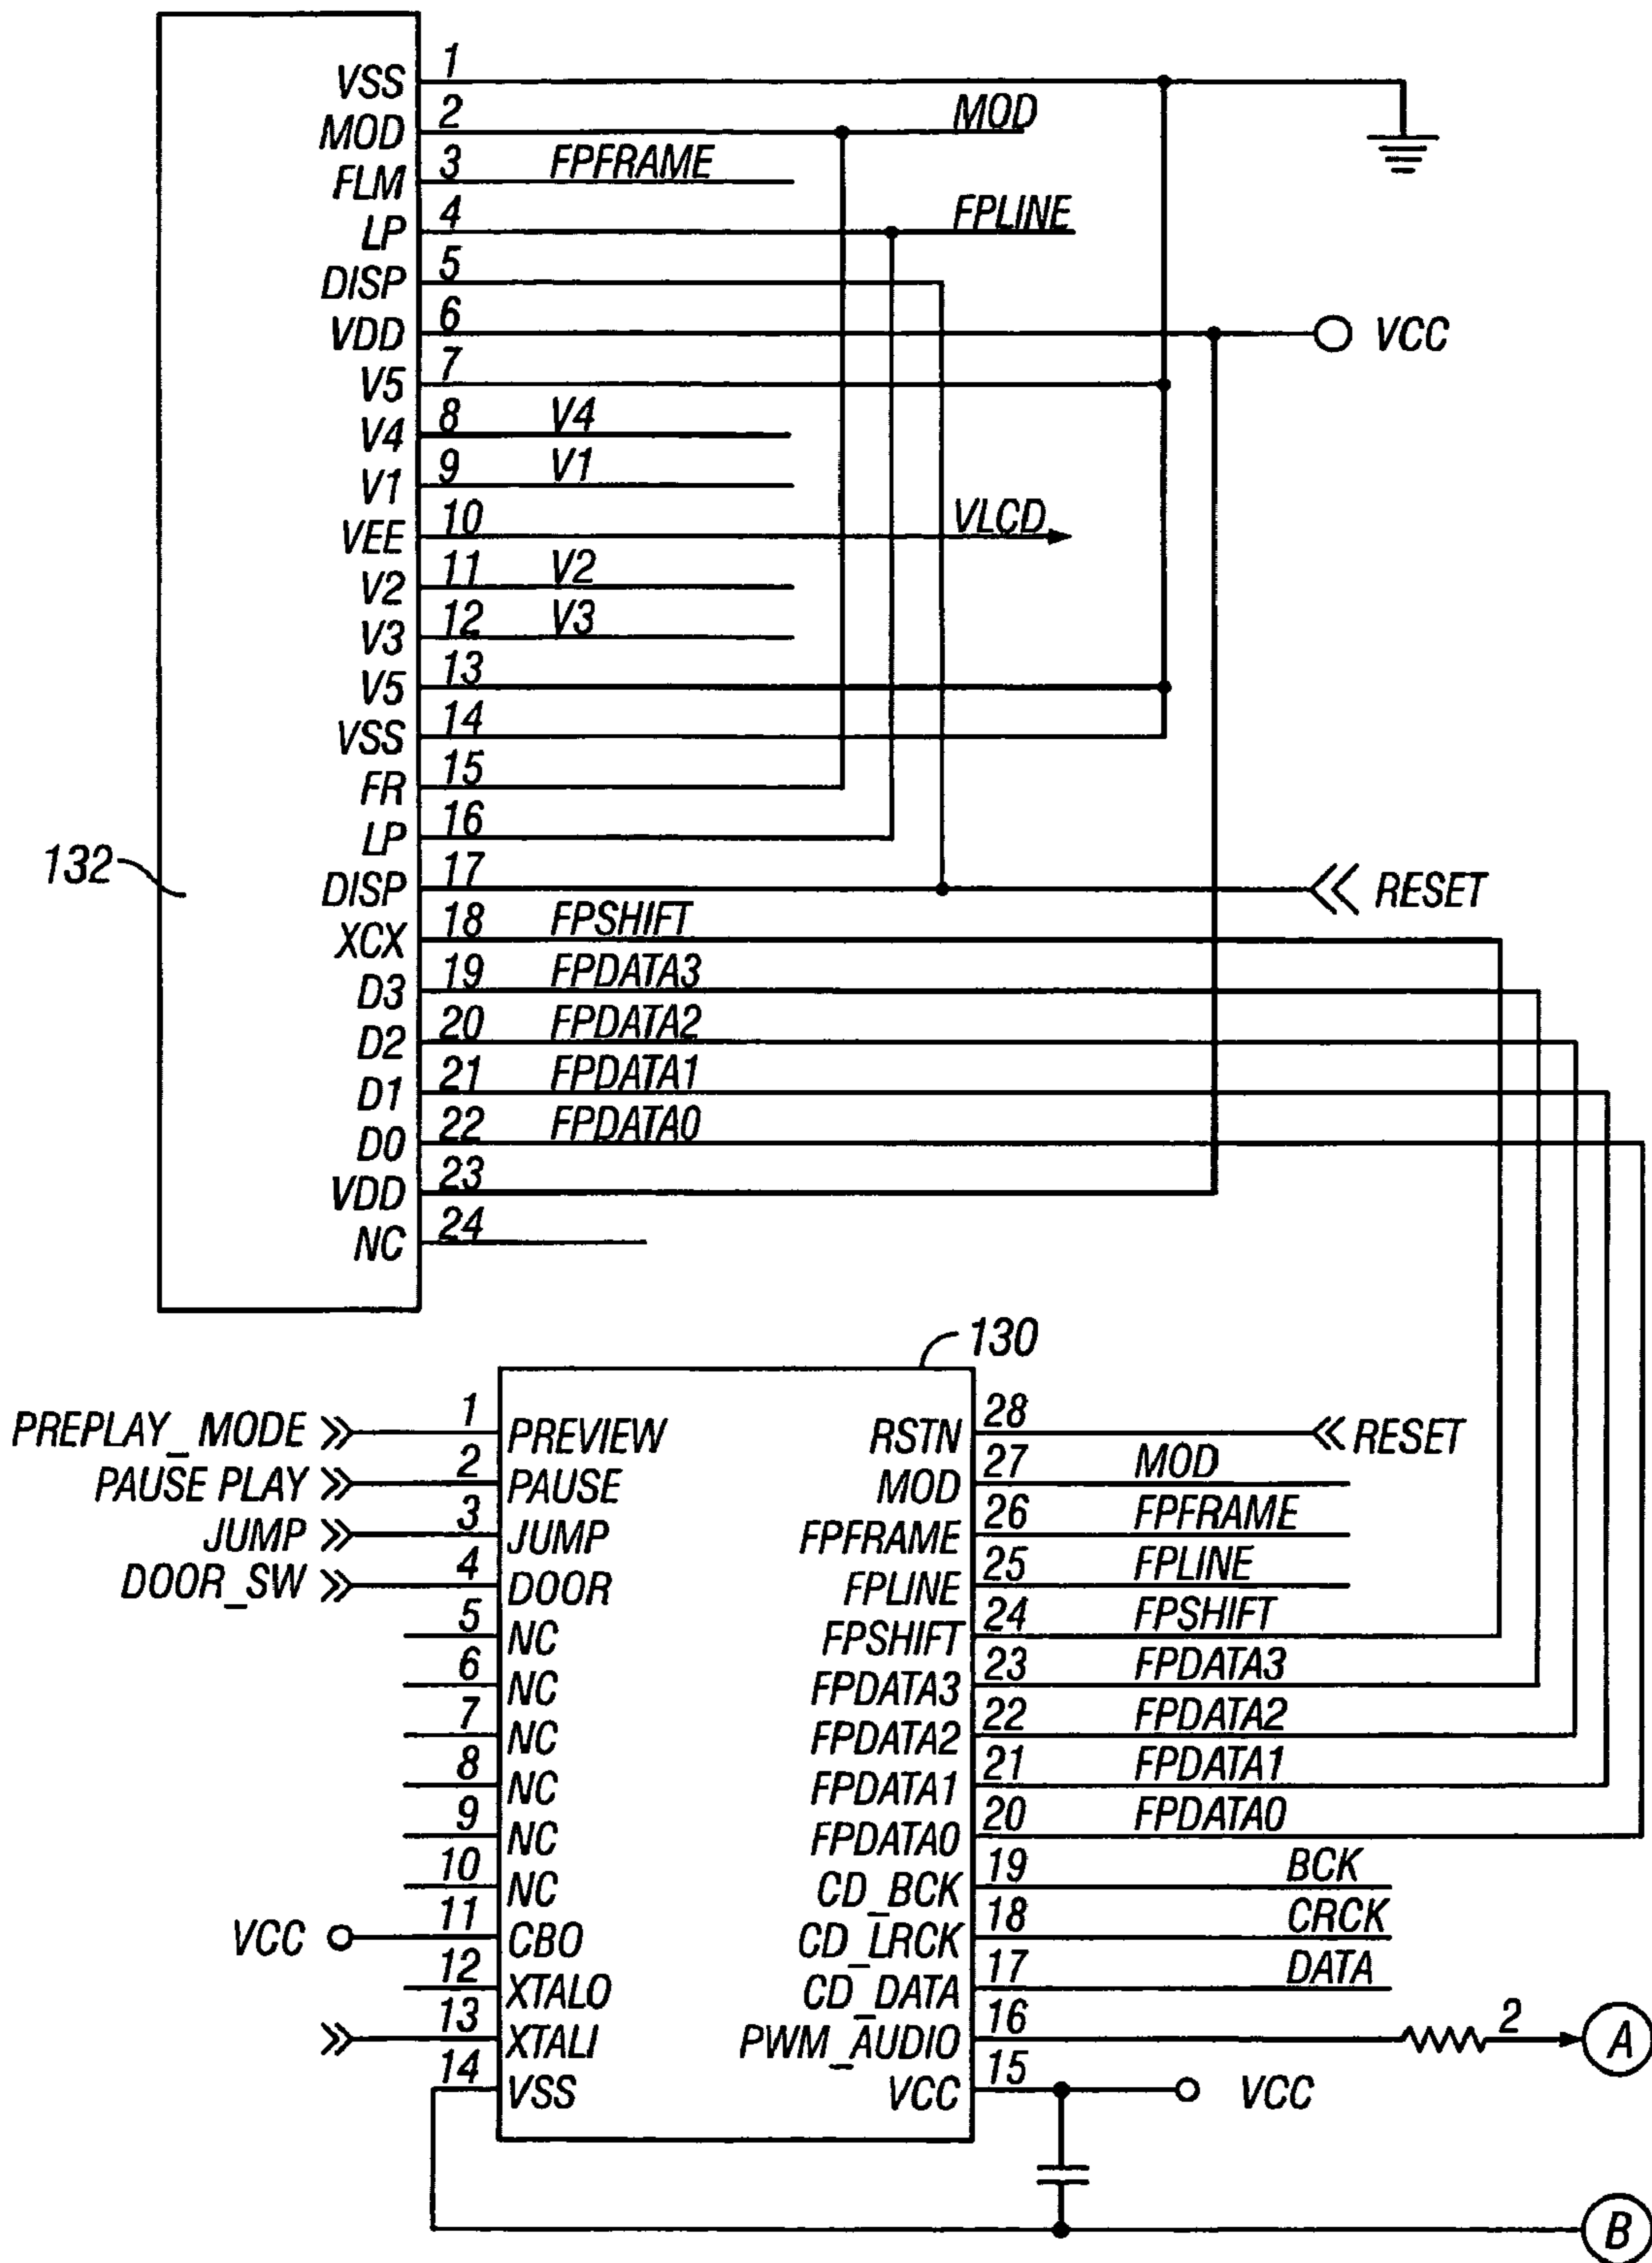 VSS 1
MOD 2 MOD
FLM 3 FPFRAME
LP 4 FPLINE
DISP 5
VDD 6 VCC
V5 7
V4 8 V4
V1 9 V1
VEE 10 VLCD
V2 11 V2
V3 12 V3
V5 13
VSS 14
FR 15
LP 16
132
DISP 17 RESET
XCX 18 FPSHIFT
D3 19 FPDATA3
D2 20 FPDATA2
D1 21 FPDATA1
D0 22 FPDATA0
VDD 23
NC 24
130
PREPLAY_MODE 1 PREVIEW RSTN 28 RESET
PAUSE PLAY 2 PAUSE MOD 27 MOD
JUMP 3 JUMP FPFRAME 26 FPFRAME
DOOR_SW 4 DOOR FPLINE 25 FPLINE
5 NC FPSHIFT 24 FPSHIFT
6 NC FPDATA3 23 FPDATA3
7 NC FPDATA2 22 FPDATA2
8 NC FPDATA1 21 FPDATA1
9 NC FPDATA0 20 FPDATA0
10 NC CD_BCK 19 BCK
VCC 11 CBO CD_LRCK 18 CRCK
12 XTALO CD_DATA 17 DATA
13 XTALI PWM_AUDIO 16 2 A
14 VSS VCC 15 VCC
B